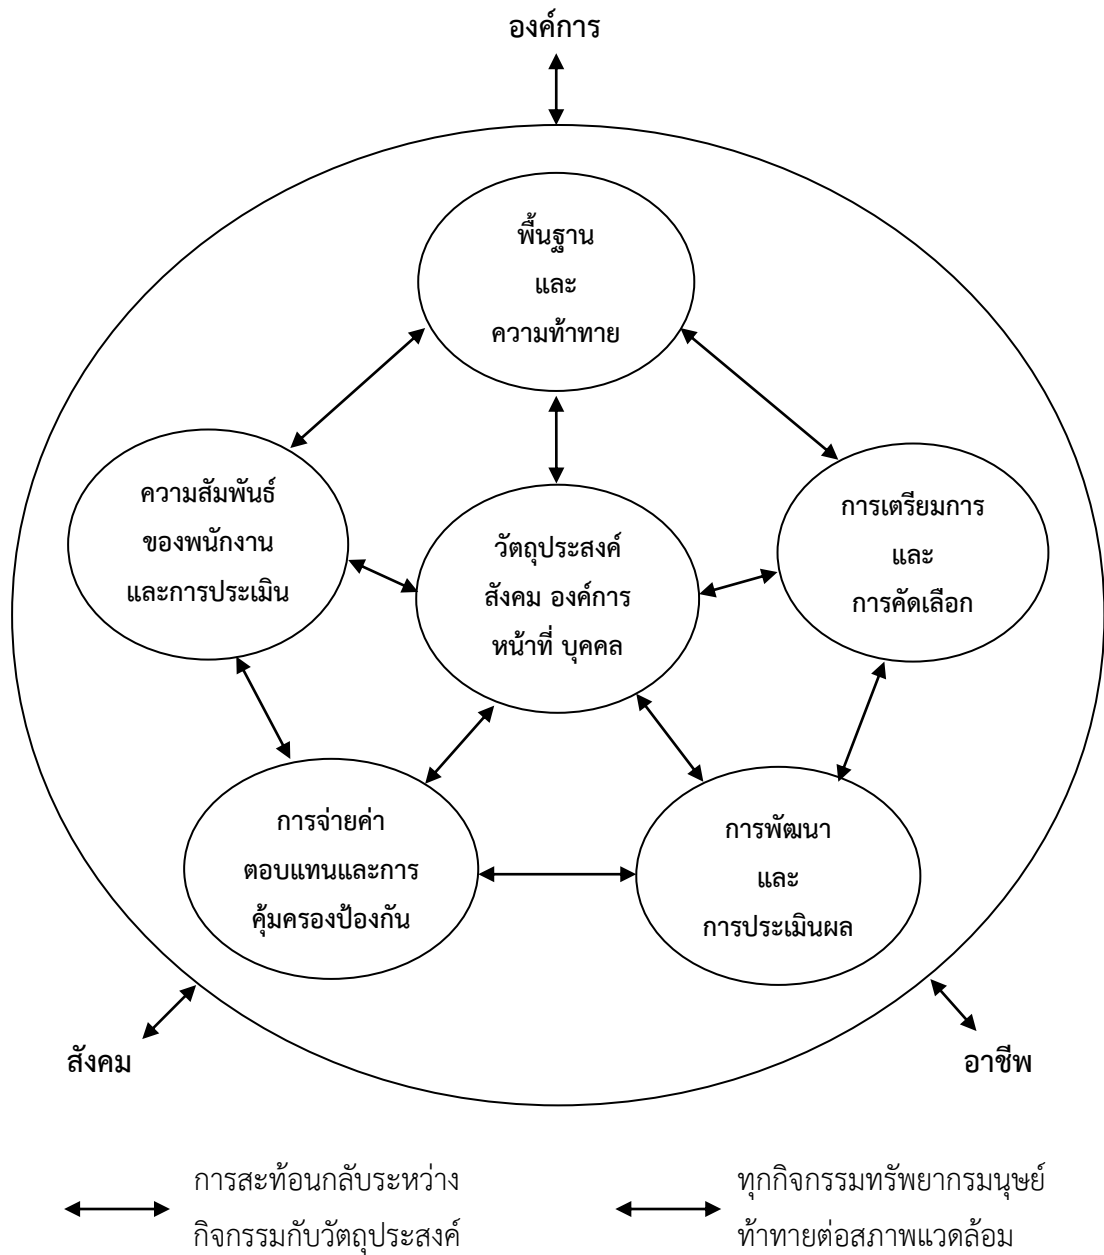 องค์การ
พื้นฐาน
และ
ความท้าทาย
ความสัมพันธ์
ของพนักงาน
และการประเมิน
การเตรียมการ
และ
การคัดเลือก
วัตถุประสงค์
สังคม องค์การ
หน้าที่ บุคคล
การจ่ายค่า
ตอบแทนและการ
คุ้มครองป้องกัน
การพัฒนา
และ
การประเมินผล
สังคม
อาชีพ
การสะท้อนกลับระหว่าง
กิจกรรมกับวัตถุประสงค์
ทุกกิจกรรมทรัพยากรมนุษย์
ท้าทายต่อสภาพแวดล้อม